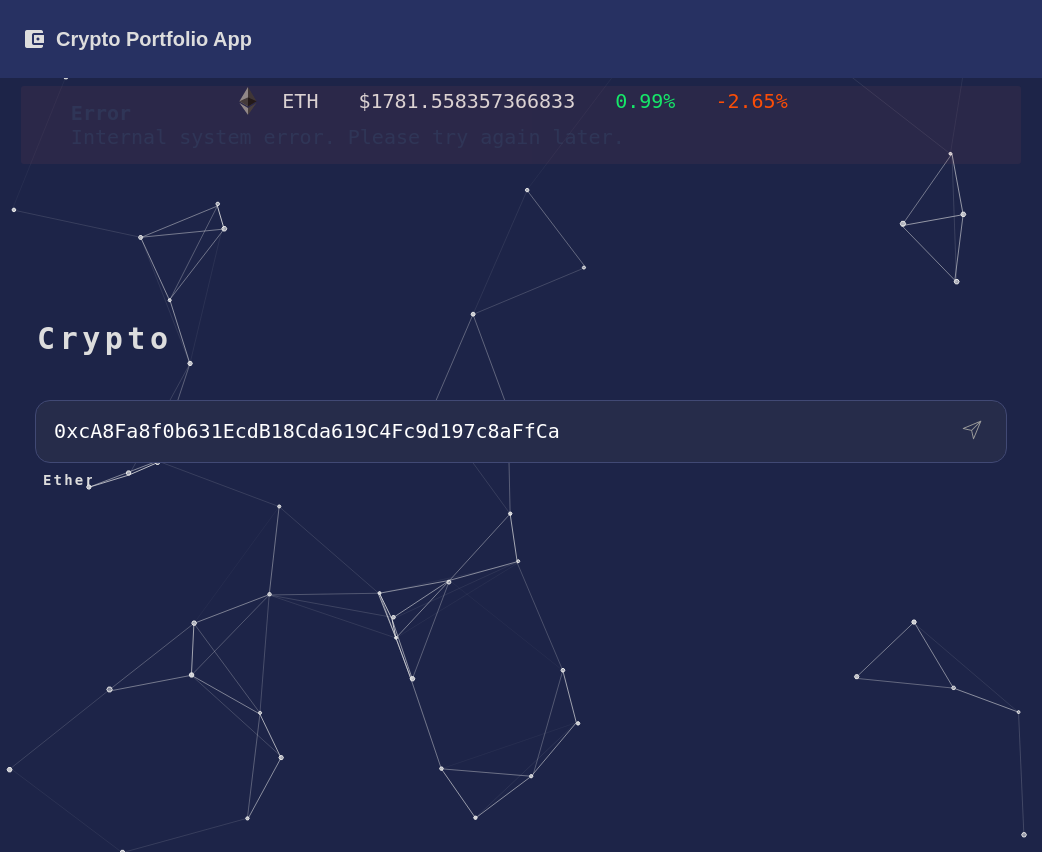 Crypto Portfolio App
ETH $1781.558357366833 0.99% -2.65%
Error
Internal system error. Please try again later.
Crypto
0xcA8Fa8f0b631EcdB18Cda619C4Fc9d197c8aFfCa
Ether